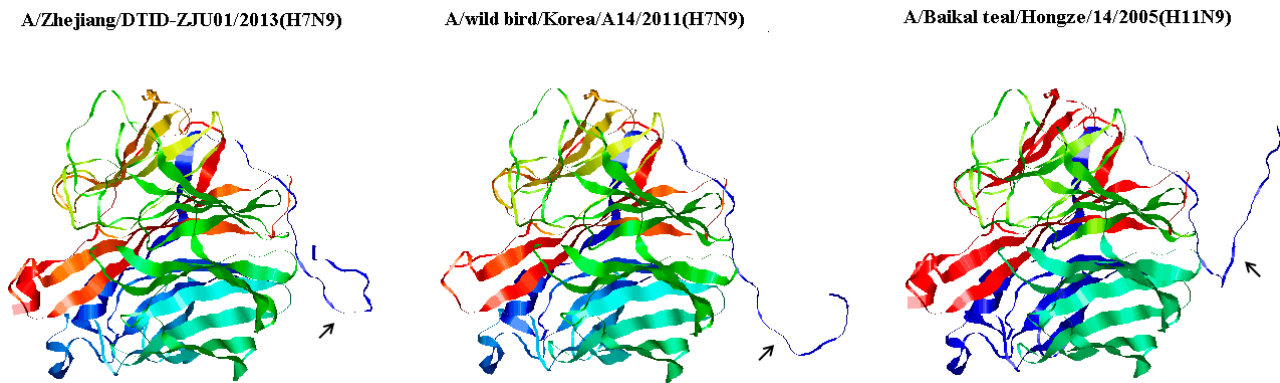 A/Zhejiang/DTID-ZJU01/2013(H7N9)
A/wild bird/Korea/A14/2011(H7N9)
A/Baikal teal/Hongze/14/2005(H11N9)